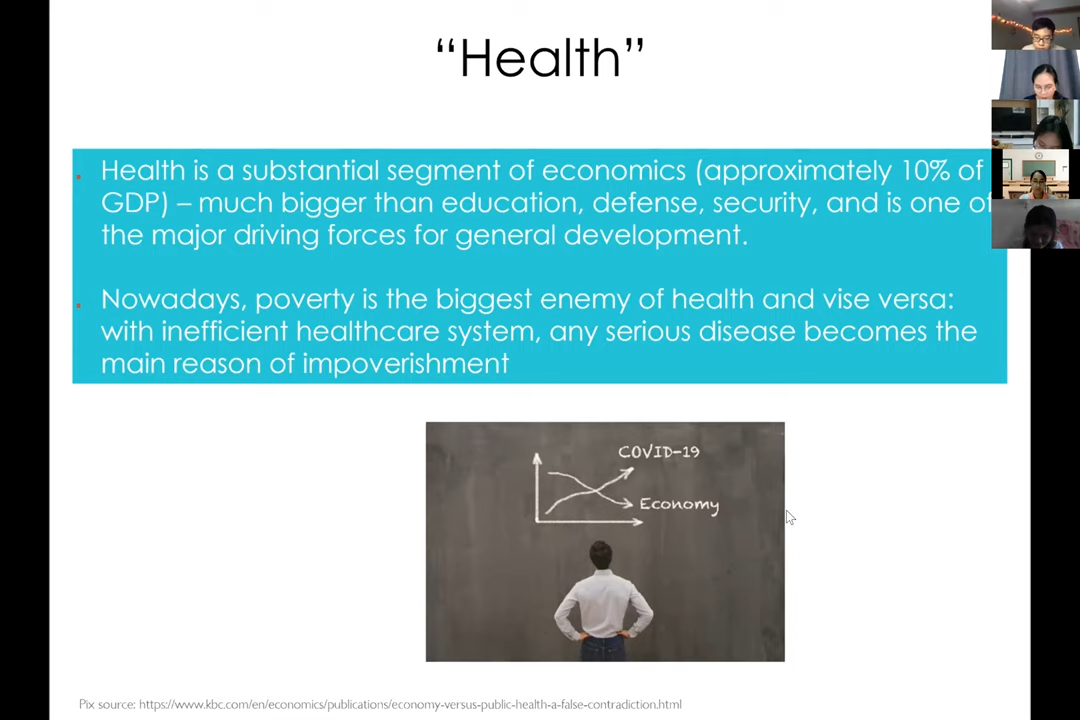 “Health”
Health is a substantial segment of economics (approximately 10% of
GDP) – much bigger than education, defense, security, and is one of
the major driving forces for general development.
Nowadays, poverty is the biggest enemy of health and vise versa:
with inefficient healthcare system, any serious disease becomes the
main reason of impoverishment
COVID-19
Economy
Pix source: https://www.kbc.com/en/economics/publications/economy-versus-public-health-a-false-contradiction.html